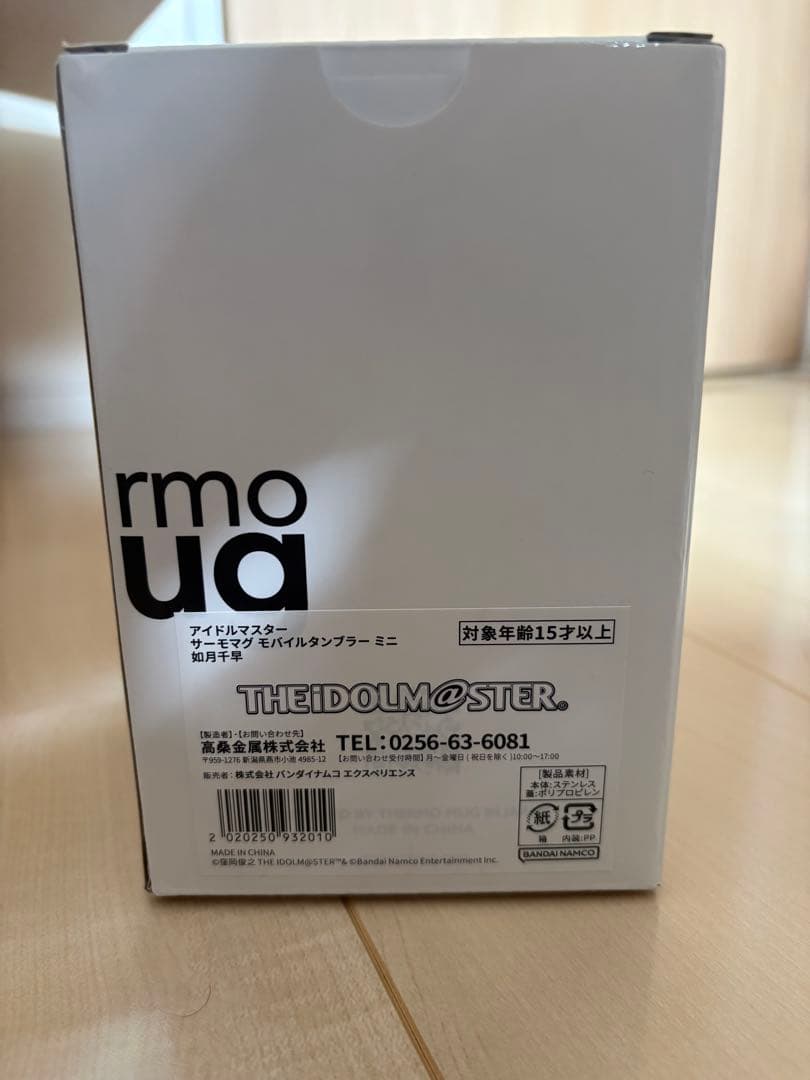 rmo
ug
アイドルマスター
サーモマグ モバイルタンブラー ミニ
如月千早
対象年齢15才以上
THE iDOLM@STER®
【製造者】・【お問い合わせ先】
高桑金属株式会社 TEL:0256-63-6081
〒959-1276 新潟県燕市小池 4985-12 【お問い合わせ受付時間】月〜金曜日(祝日を除く)10:00〜17:00
販売者:株式会社 バンダイナムコ エクスペリエンス
[製品素材]
本体:ステンレス
蓋:ポリプロピレン
紙 プラ
箱 内装:PP
BANDAI NAMCO
2 020250 932010
MADE IN CHINA
©窪岡俊之 THE IDOLM@STER™& ©Bandai Namco Entertainment Inc.